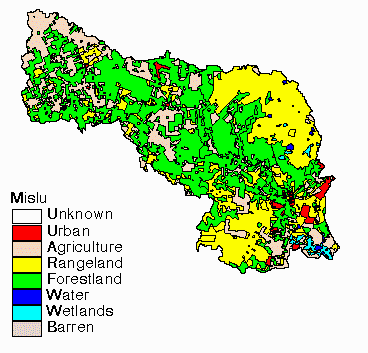 Mislu
Unknown
Urban
Agriculture
Rangeland
Forestland
Water
Wetlands
Barren